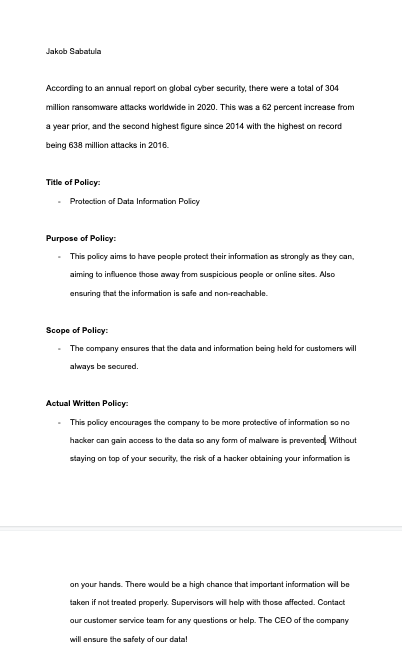 Jakob Sabatula
According to an annual report on global cyber security, there were a total of 304
million ransomware attacks worldwide in 2020. This was a 62 percent increase from
a year prior, and the second highest figure since 2014 with the highest on record
being 638 million attacks in 2016.
Title of Policy:
- Protection of Data Information Policy
Purpose of Policy:
- This policy aims to have people protect their information as strongly as they can,
aiming to influence those away from suspicious people or online sites. Also
ensuring that the information is safe and non-reachable.
Scope of Policy:
- The company ensures that the data and information being held for customers will
always be secured.
Actual Written Policy:
- This policy encourages the company to be more protective of information so no
hacker can gain access to the data so any form of malware is prevented. Without
staying on top of your security, the risk of a hacker obtaining your information is
on your hands. There would be a high chance that important information will be
taken if not treated properly. Supervisors will help with those affected. Contact
our customer service team for any questions or help. The CEO of the company
will ensure the safety of our data!